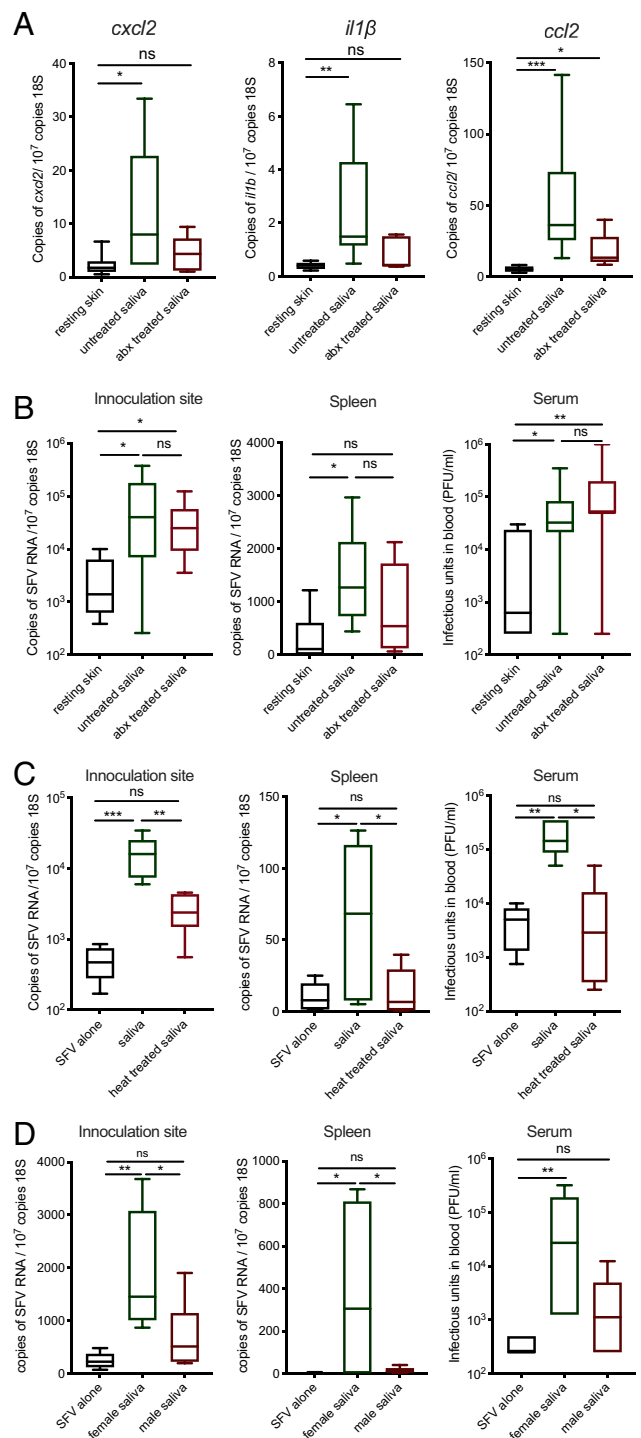 A
cxcl2
il1β
ccl2
Copies of cxcl2/ 10⁷ copies 18S
40
30
20
10
0
ns
*
resting skin
untreated saliva
abx treated saliva
Copies of il1b / 10⁷ copies 18S
8
6
4
2
0
ns
**
resting skin
untreated saliva
abx treated saliva
Copies of ccl2/ 10⁷ copies 18S
150
100
50
0
*
***
resting skin
untreated saliva
abx treated saliva
B
Innoculation site
Spleen
Serum
Copies of SFV RNA /10⁷ copies 18S
10⁶
10⁵
10⁴
10³
10²
*
* ns
resting skin
untreated saliva
abx treated saliva
copies of SFV RNA / 10⁷ copies 18S
4000
3000
2000
1000
0
ns
* ns
resting skin
untreated saliva
abx treated saliva
Infectious units in blood (PFU/ml)
10⁶
10⁵
10⁴
10³
10²
**
* ns
resting skin
untreated saliva
abx treated saliva
C
Innoculation site
Spleen
Serum
Copies of SFV RNA /10⁷ copies 18S
10⁵
10⁴
10³
10²
ns
*** **
SFV alone
saliva
heat treated saliva
copies of SFV RNA / 10⁷ copies 18S
150
100
50
0
ns
* *
SFV alone
saliva
heat treated saliva
Infectious units in blood (PFU/ml)
10⁶
10⁵
10⁴
10³
10²
ns
** *
SFV alone
saliva
heat treated saliva
D
Innoculation site
Spleen
Serum
copies of SFV RNA / 10⁷ copies 18S
4000
3000
2000
1000
0
ns
** *
SFV alone
female saliva
male saliva
copies of SFV RNA / 10⁷ copies 18S
1000
800
600
400
200
0
ns
* *
SFV alone
female saliva
male saliva
Infectious units in blood (PFU/ml)
10⁶
10⁵
10⁴
10³
10²
ns
**
SFV alone
female saliva
male saliva